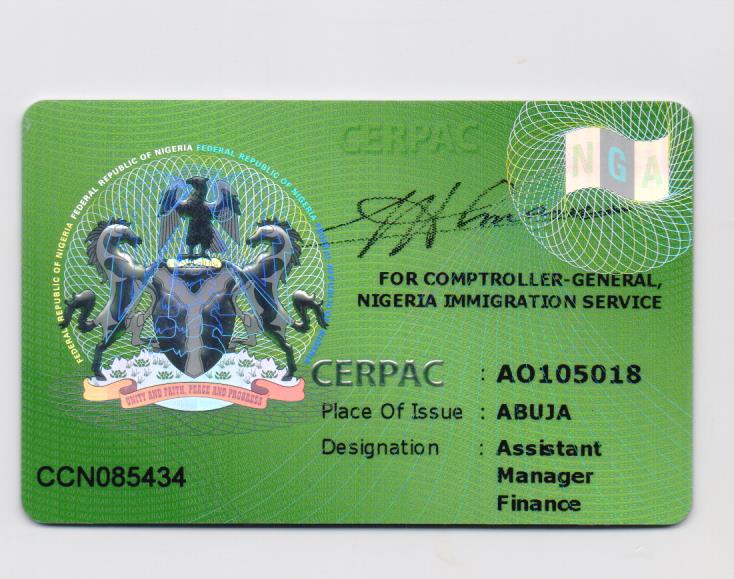 CERPAC
NGA
FEDERAL REPUBLIC OF NIGERIA FEDERAL REPUBLIC OF NIGERIA FEDERAL REPUBLIC OF NIGERIA
FOR COMPTROLLER-GENERAL,
NIGERIA IMMIGRATION SERVICE
UNITY AND FAITH, PEACE AND PROGRESS
CERPAC : AO105018
Place Of Issue : ABUJA
Designation : Assistant
Manager
Finance
CCN085434